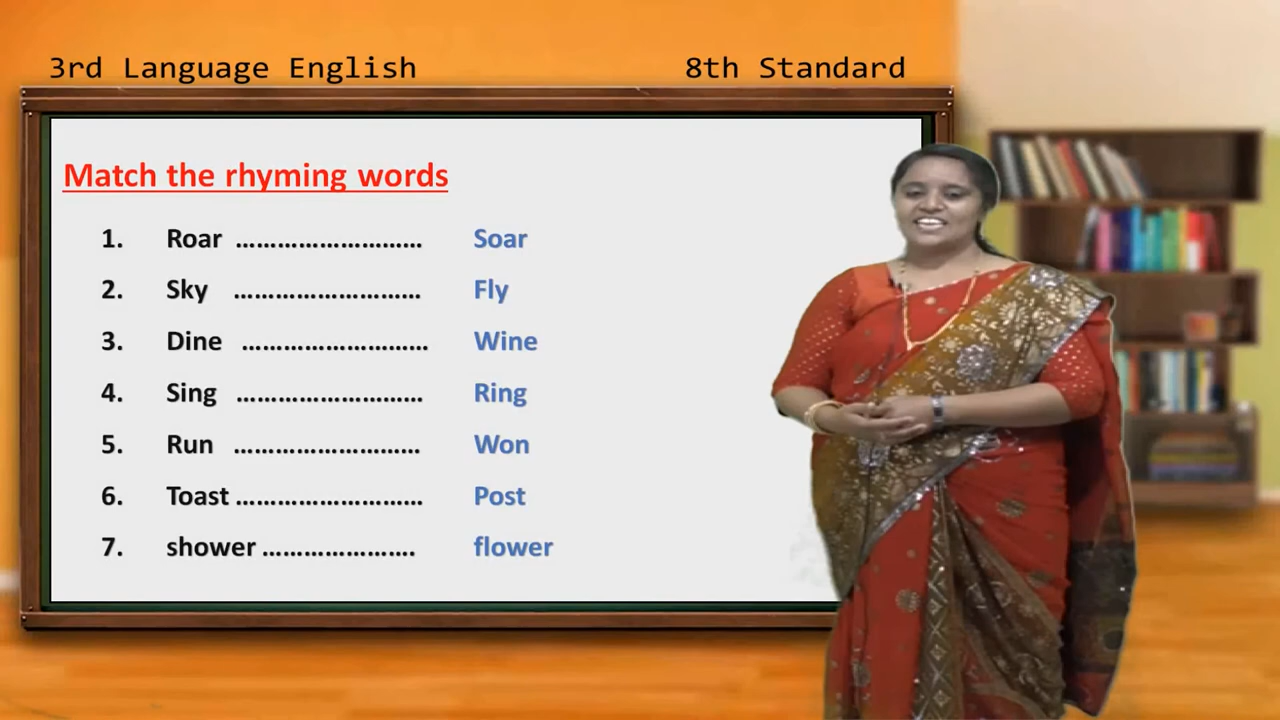 3rd Language English 8th Standard
Match the rhyming words
1. Roar ........................... Soar
2. Sky ........................... Fly
3. Dine ........................... Wine
4. Sing ........................... Ring
5. Run ........................... Won
6. Toast ........................... Post
7. shower ...................... flower